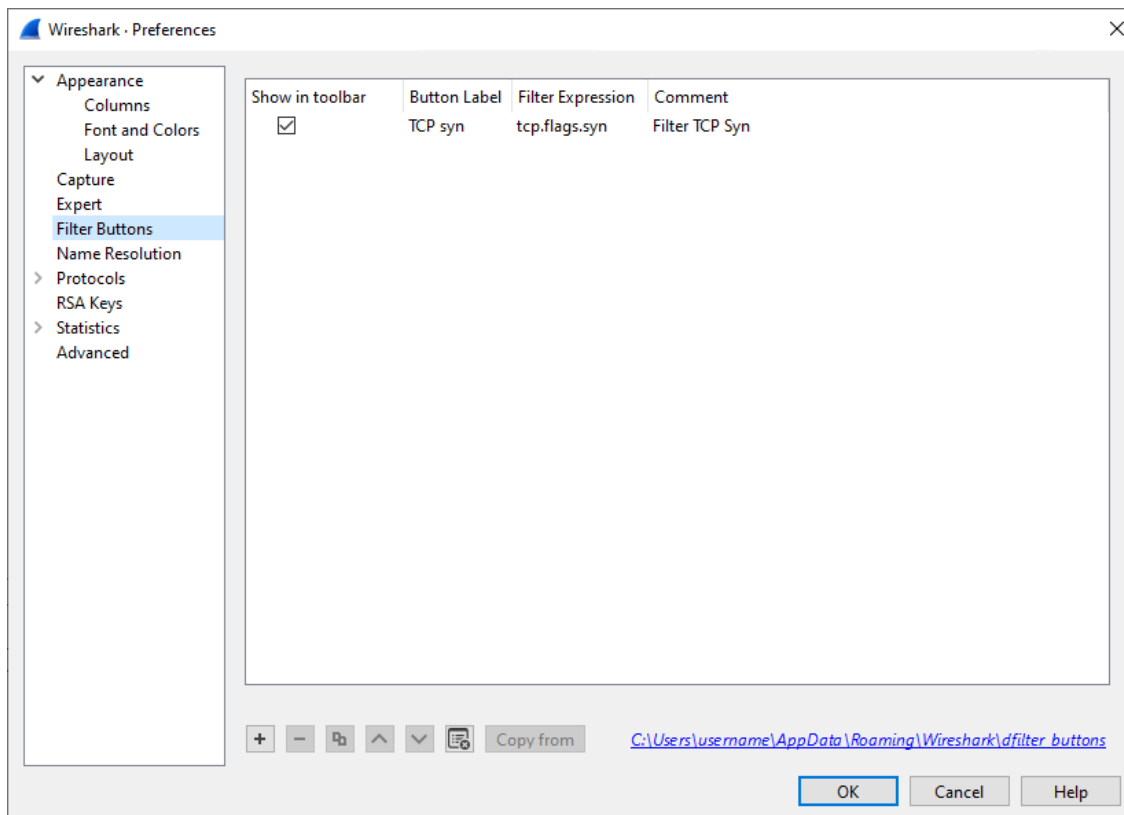 Wireshark · Preferences
Appearance
Columns
Font and Colors
Layout
Capture
Expert
Filter Buttons
Name Resolution
Protocols
RSA Keys
Statistics
Advanced
Show in toolbar Button Label Filter Expression Comment
TCP syn tcp.flags.syn Filter TCP Syn
Copy from C:\Users\username\AppData\Roaming\Wireshark\dfilter_buttons
OK Cancel Help